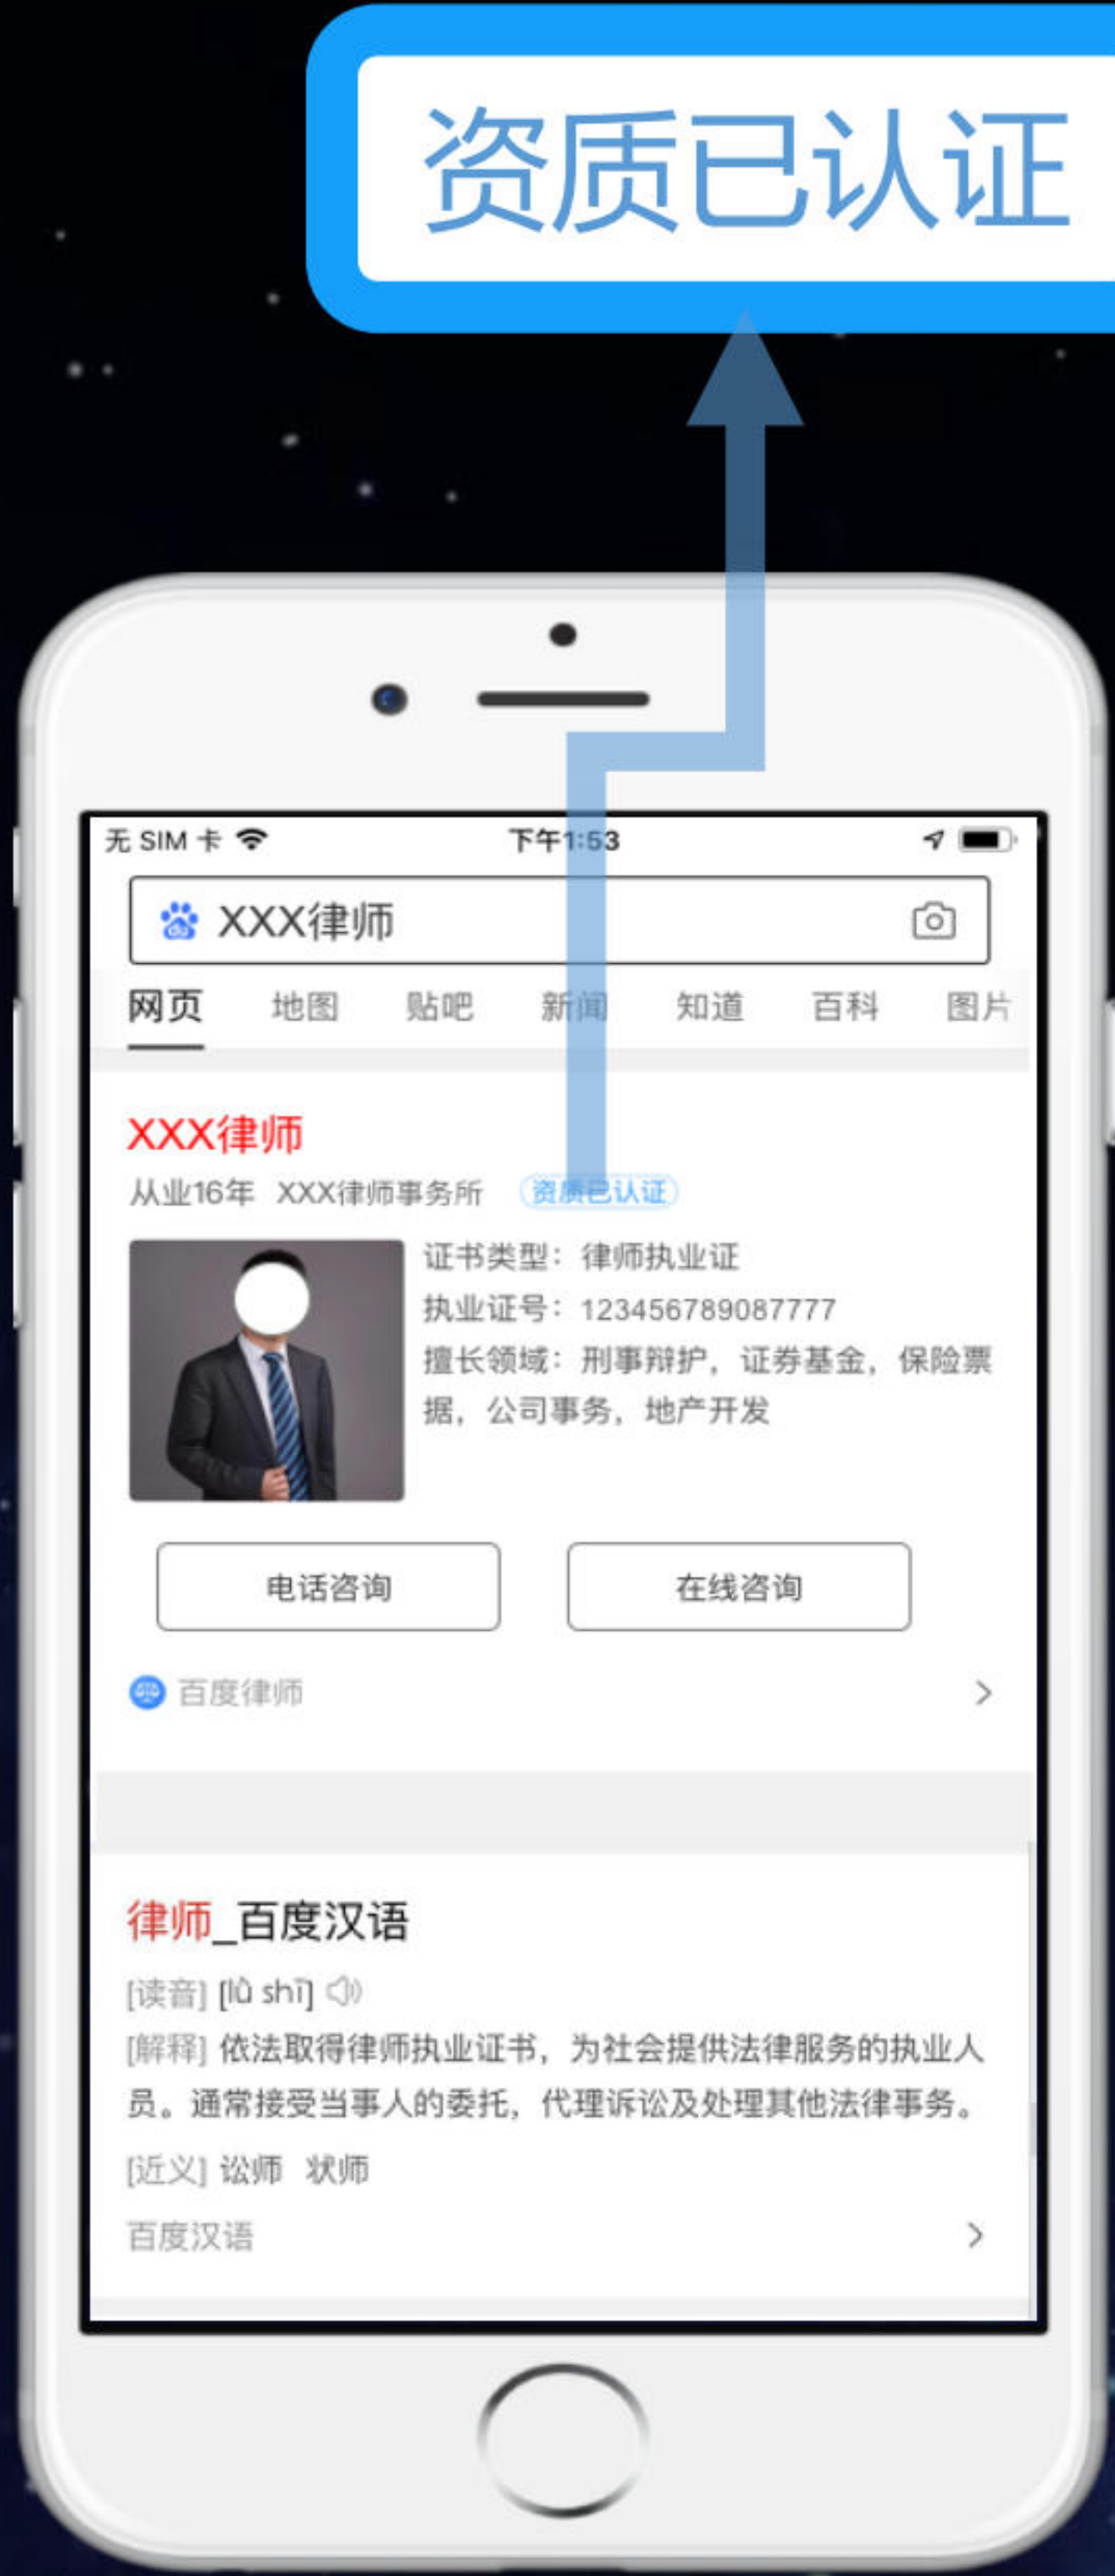 资质已认证
无 SIM 卡 下午1:53
du XXX律师
网页 地图 贴吧 新闻 知道 百科 图片
XXX律师
从业16年 XXX律师事务所 资质已认证
证书类型：律师执业证
执业证号：123456789087777
擅长领域：刑事辩护，证券基金，保险票
据，公司事务，地产开发
电话咨询 在线咨询
百度律师
律师_百度汉语
[读音] [lǜ shī]
[解释] 依法取得律师执业证书，为社会提供法律服务的执业人
员。通常接受当事人的委托，代理诉讼及处理其他法律事务。
[近义] 讼师 状师
百度汉语